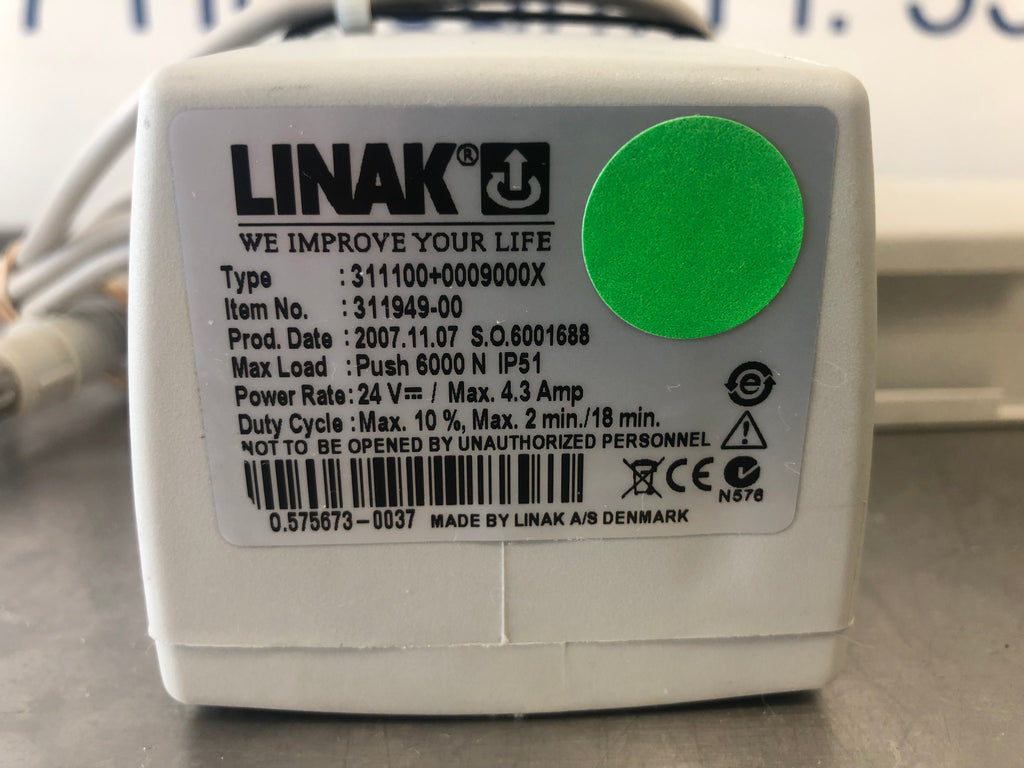 LINAK®
WE IMPROVE YOUR LIFE
Type : 311100+0009000X
Item No. : 311949-00
Prod. Date : 2007.11.07 S.O.6001688
Max Load : Push 6000 N IP51
Power Rate: 24 V⎓ / Max. 4.3 Amp
Duty Cycle : Max. 10 %, Max. 2 min./18 min.
NOT TO BE OPENED BY UNAUTHORIZED PERSONNEL
e
CE
N576
0.575673-0037 MADE BY LINAK A/S DENMARK